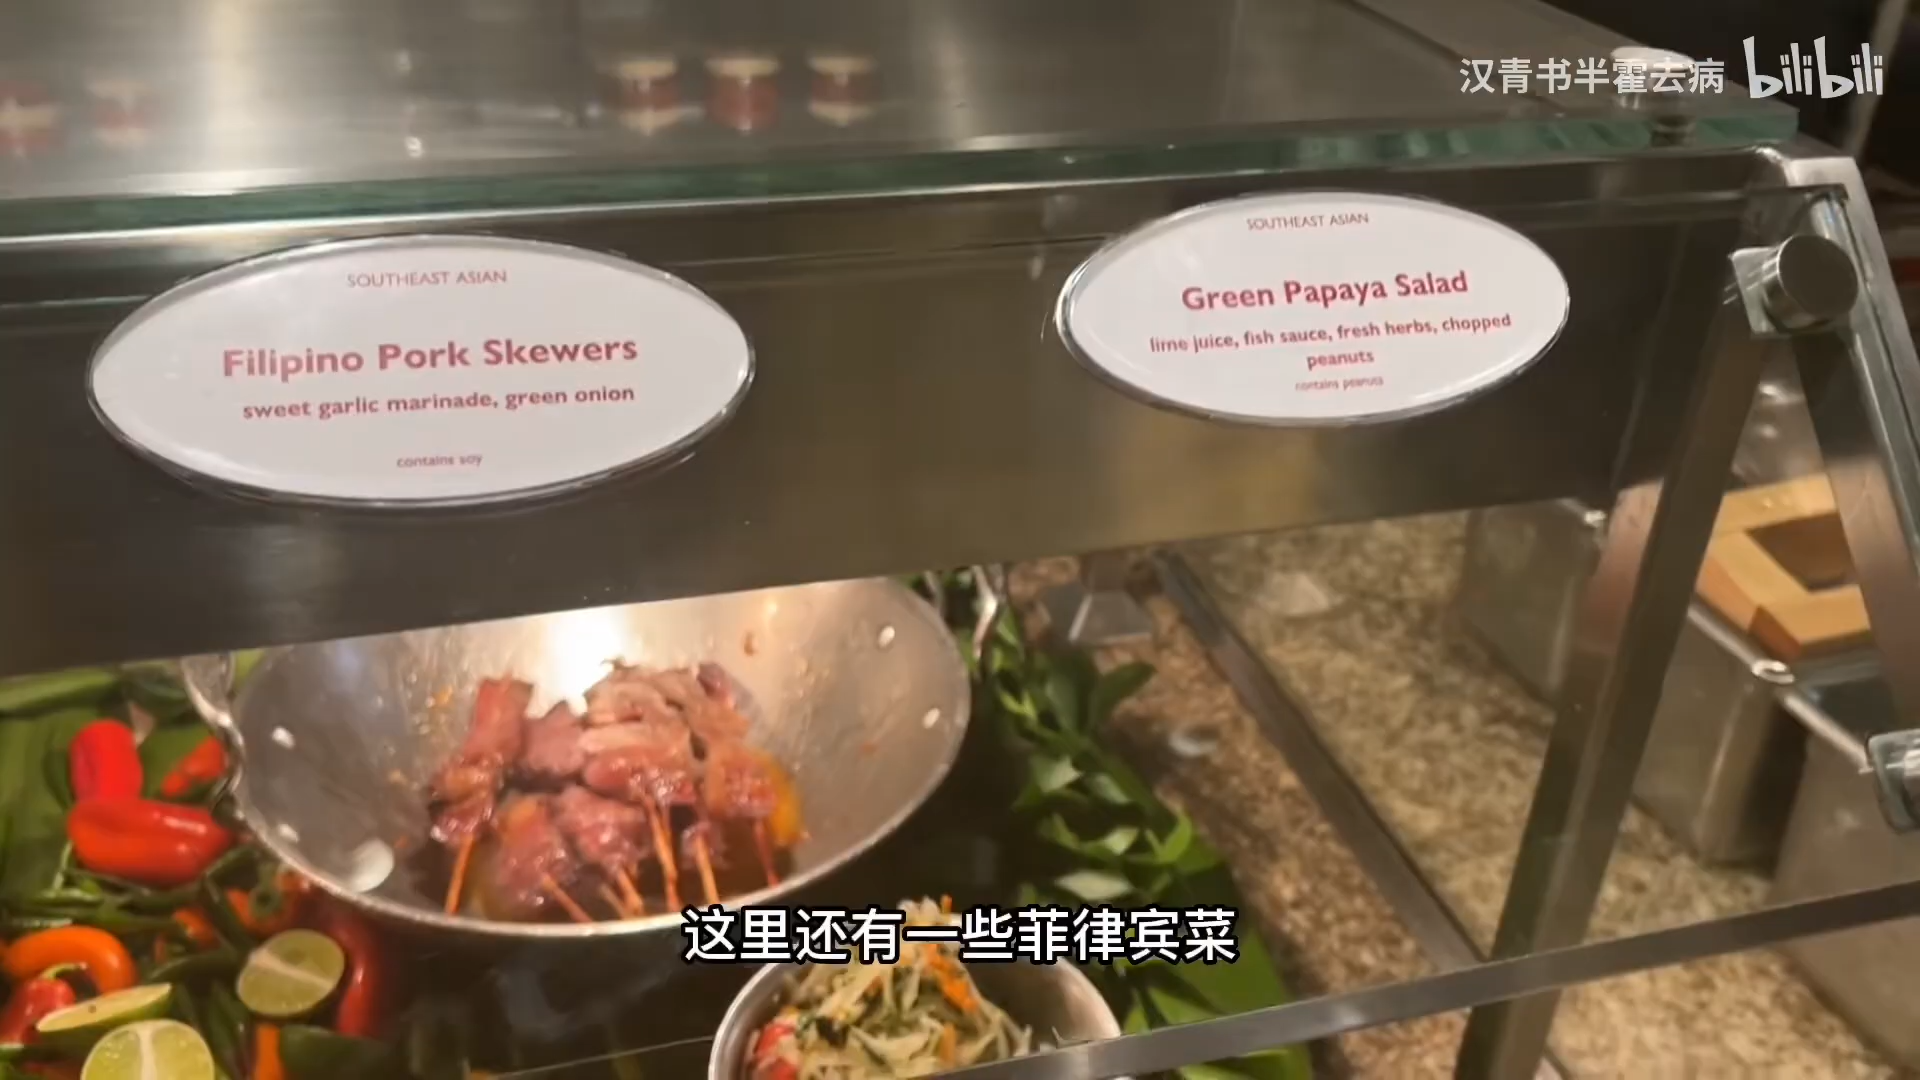 汉青书半霍去病 bilibili
SOUTHEAST ASIAN
Filipino Pork Skewers
sweet garlic marinade, green onion
contains soy
SOUTHEAST ASIAN
Green Papaya Salad
lime juice, fish sauce, fresh herbs, chopped
peanuts
contains peanuts
这里还有一些菲律宾菜